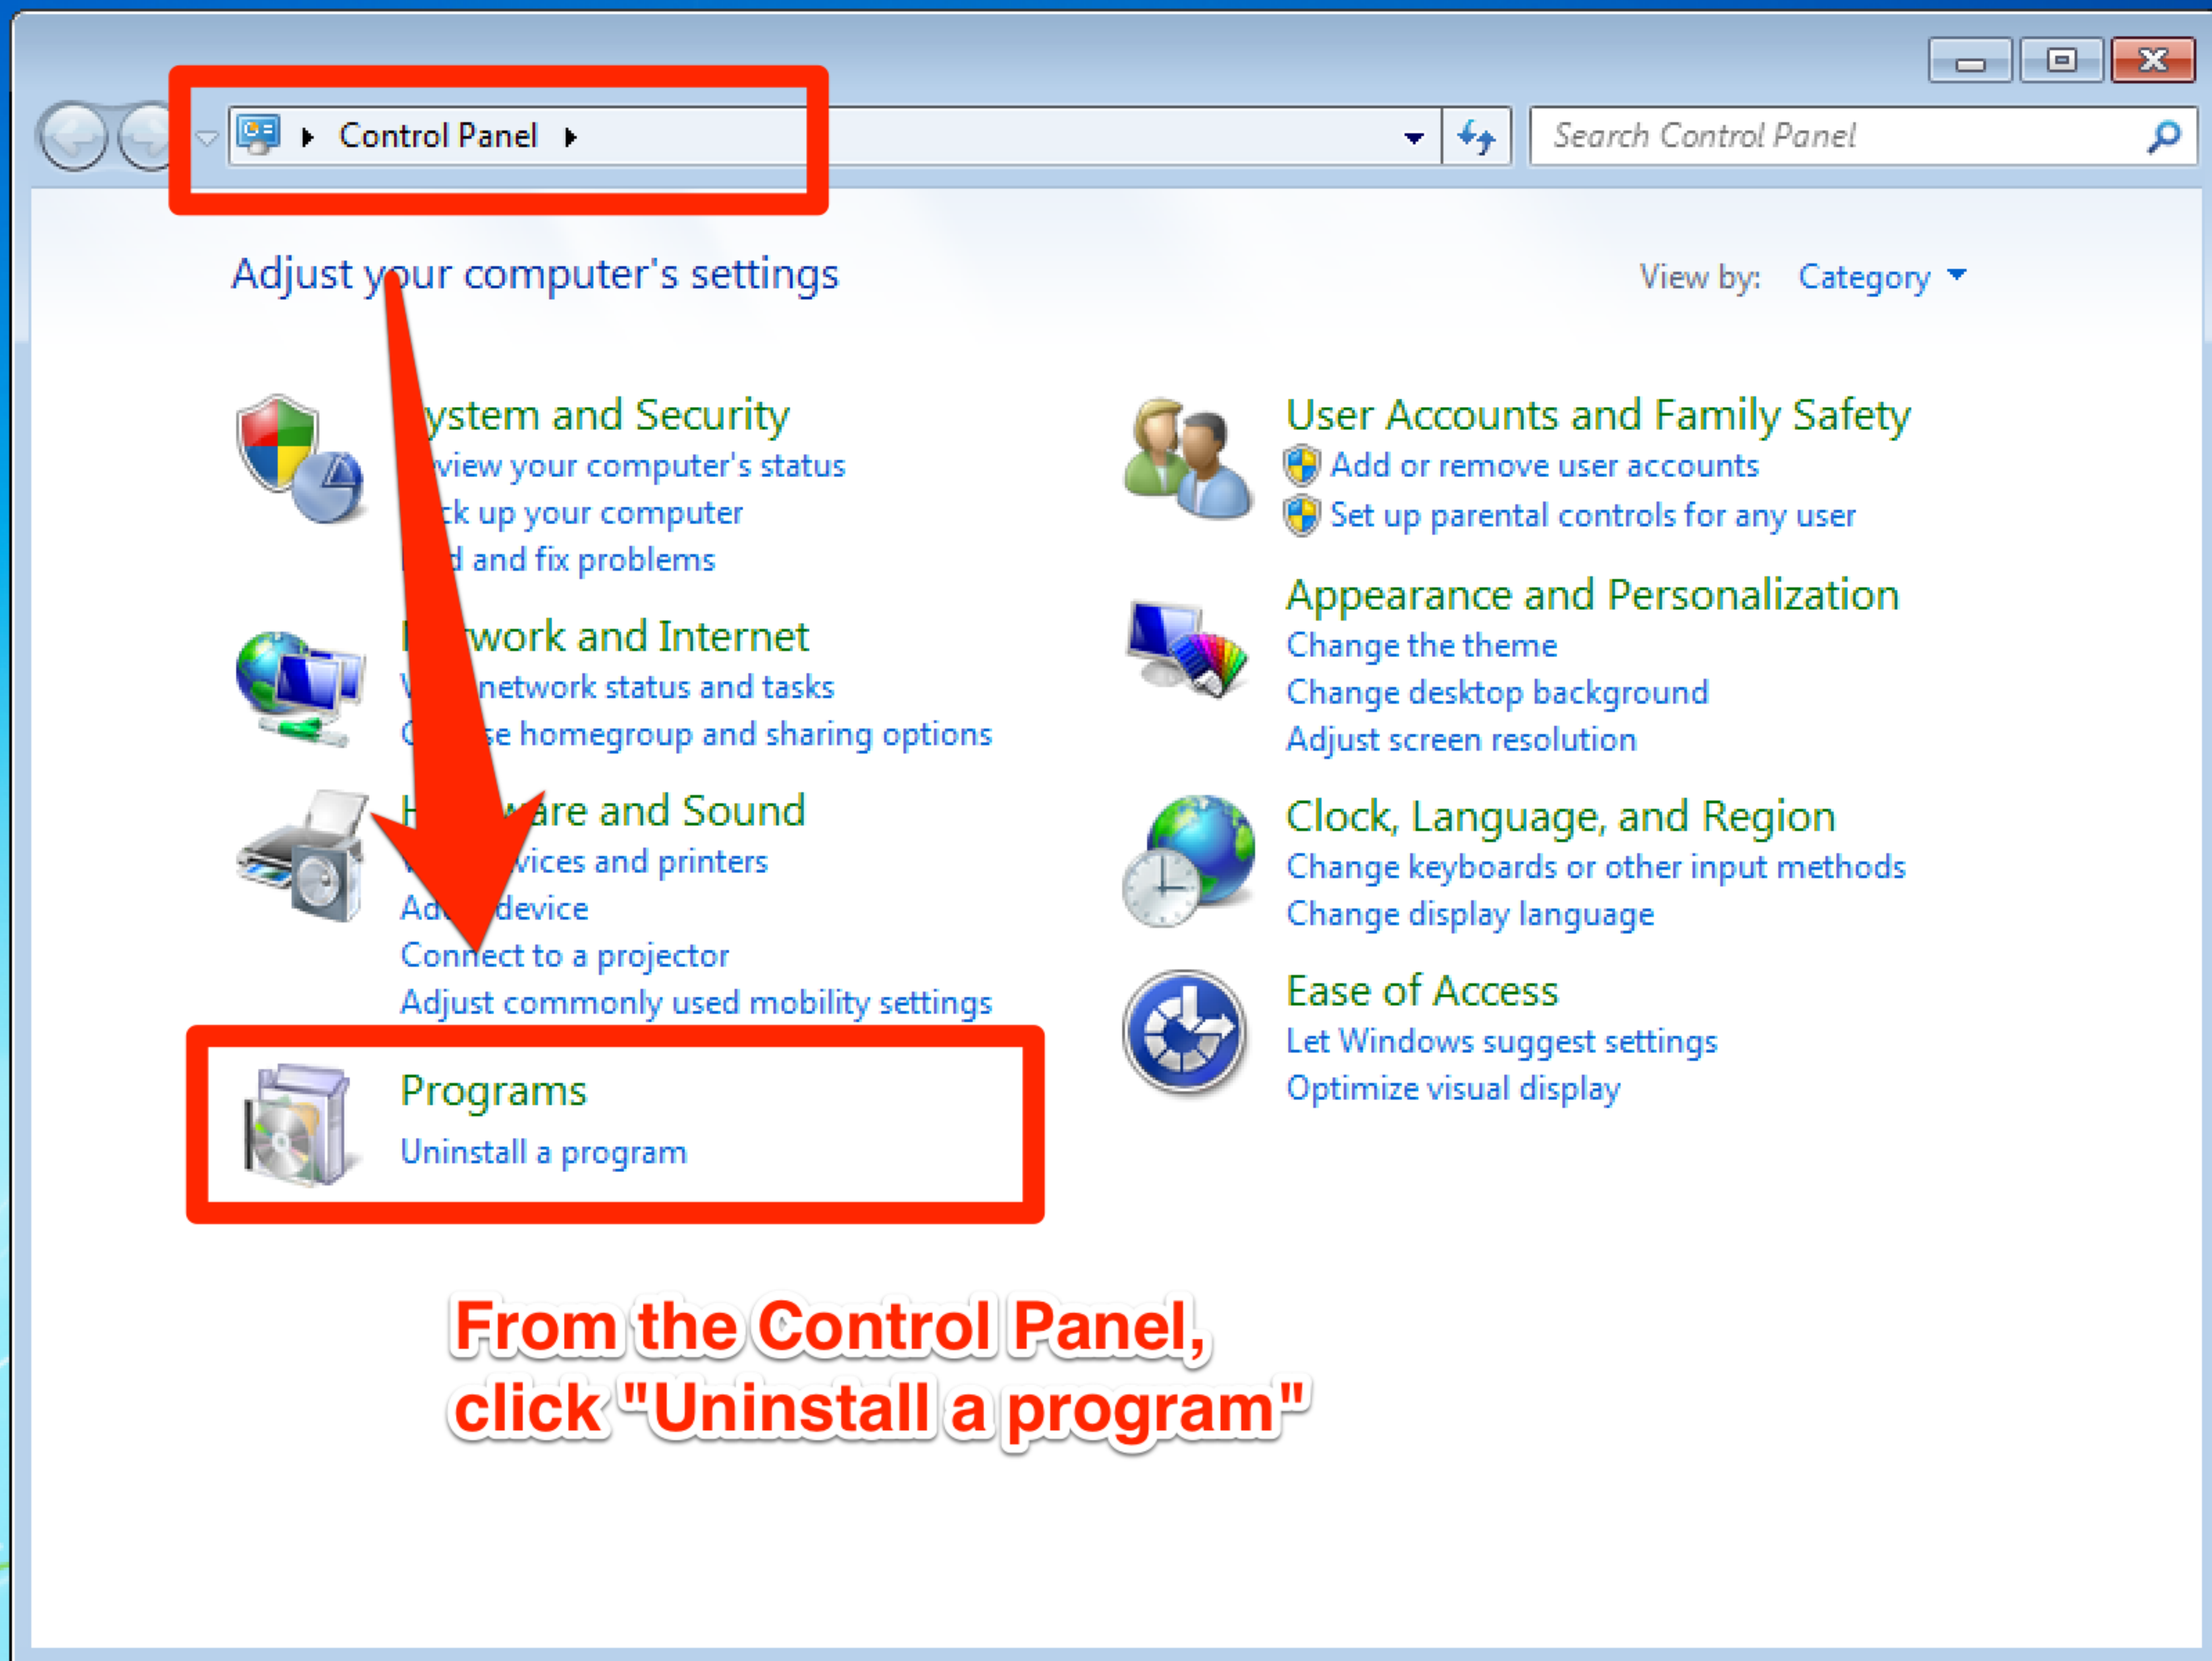 Control Panel
Search Control Panel
Adjust your computer's settings
View by: Category
ystem and Security
view your computer's status
ck up your computer
d and fix problems
work and Internet
network status and tasks
se homegroup and sharing options
are and Sound
vices and printers
device
Connect to a projector
Adjust commonly used mobility settings
Programs
Uninstall a program
User Accounts and Family Safety
Add or remove user accounts
Set up parental controls for any user
Appearance and Personalization
Change the theme
Change desktop background
Adjust screen resolution
Clock, Language, and Region
Change keyboards or other input methods
Change display language
Ease of Access
Let Windows suggest settings
Optimize visual display
From the Control Panel,
click "Uninstall a program"